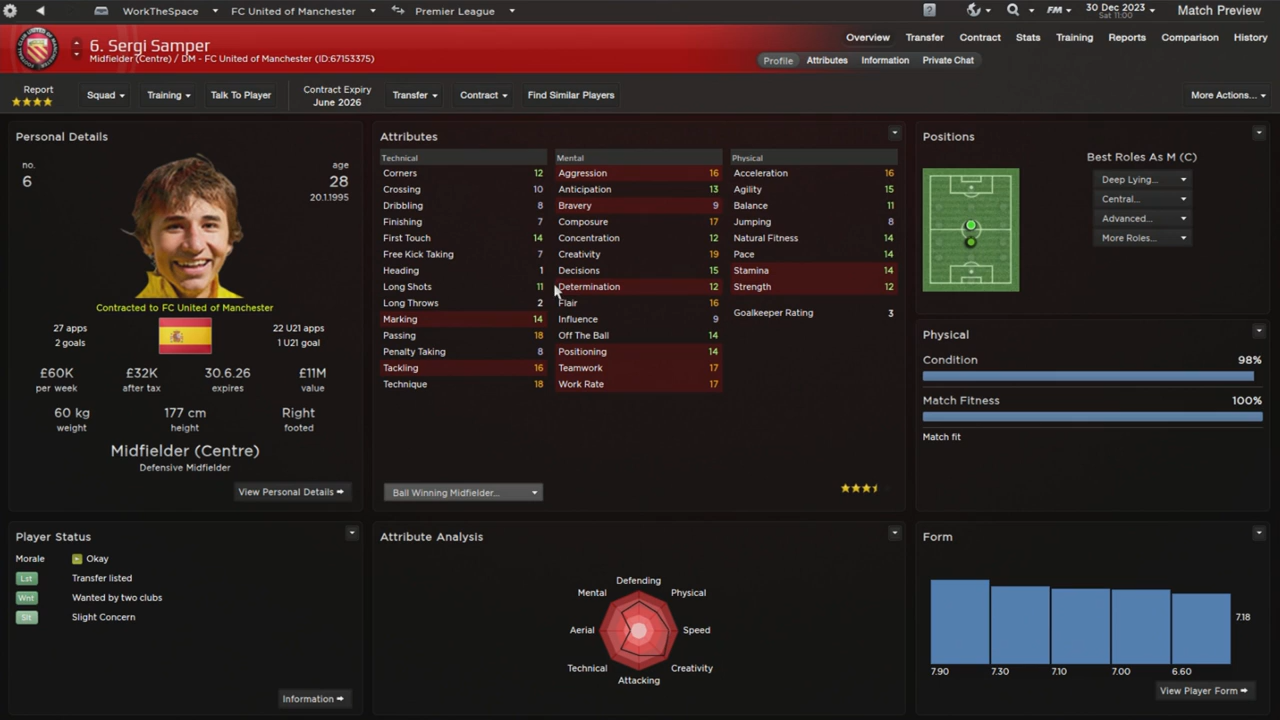 WorkTheSpace FC United of Manchester Premier League ? FM 30 Dec 2023 Match Preview
Sat 11:00
6. Sergi Samper
Midfielder (Centre) / DM - FC United of Manchester (ID:67153375)
Overview Transfer Contract Stats Training Reports Comparison History
Profile Attributes Information Private Chat
Report Squad Training Talk To Player Contract Expiry Transfer Contract Find Similar Players More Actions...
June 2026
Personal Details
no. age
6 28
20.1.1995
Contracted to FC United of Manchester
27 apps 22 U21 apps
2 goals 1 U21 goal
£60K £32K 30.6.26 £11M
per week after tax expires value
60 kg 177 cm Right
weight height footed
Midfielder (Centre)
Defensive Midfielder
View Personal Details
Attributes
Technical Mental Physical
Corners 12 Aggression 16 Acceleration 16
Crossing 10 Anticipation 13 Agility 15
Dribbling 8 Bravery 9 Balance 11
Finishing 7 Composure 17 Jumping 8
First Touch 14 Concentration 12 Natural Fitness 14
Free Kick Taking 7 Creativity 19 Pace 14
Heading 1 Decisions 15 Stamina 14
Long Shots 11 Determination 12 Strength 12
Long Throws 2 Flair 16
Goalkeeper Rating 3
Marking 14 Influence 9
Passing 18 Off The Ball 14
Penalty Taking 8 Positioning 14
Tackling 16 Teamwork 17
Technique 18 Work Rate 17
Ball Winning Midfielder...
Positions
Best Roles As M (C)
Deep Lying...
Central...
Advanced...
More Roles...
Physical
Condition 98%
Match Fitness 100%
Match fit
Player Status
Morale Okay
Lst Transfer listed
Wnt Wanted by two clubs
Slt Slight Concern
Information
Attribute Analysis
Defending
Mental Physical
Aerial Speed
Technical Creativity
Attacking
Form
7.18
7.90 7.30 7.10 7.00 6.60
View Player Form